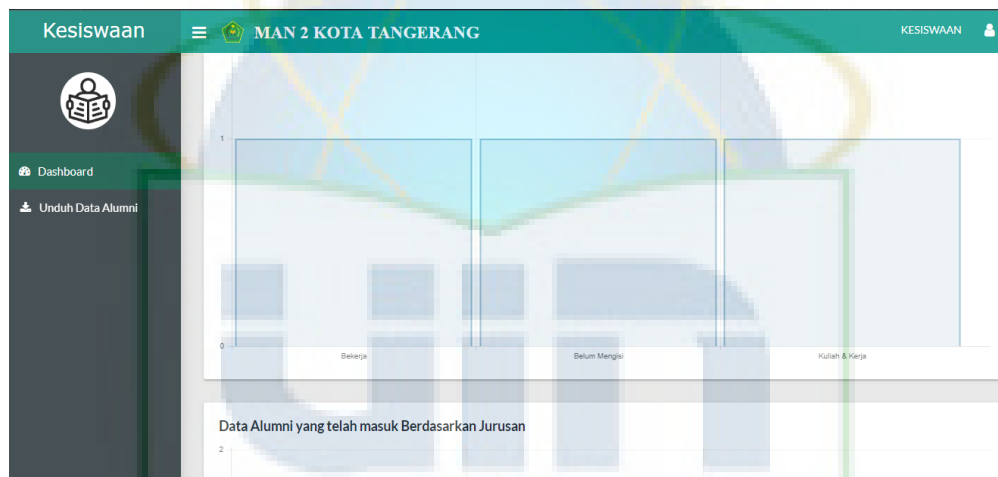 Kesiswaan
MAN 2 KOTA TANGERANG
KESISWAAN
Dashboard
Unduh Data Alumni
1
0
Bekerja
Belum Mengisi
Kuliah & Kerja
Data Alumni yang telah masuk Berdasarkan Jurusan
2
uin